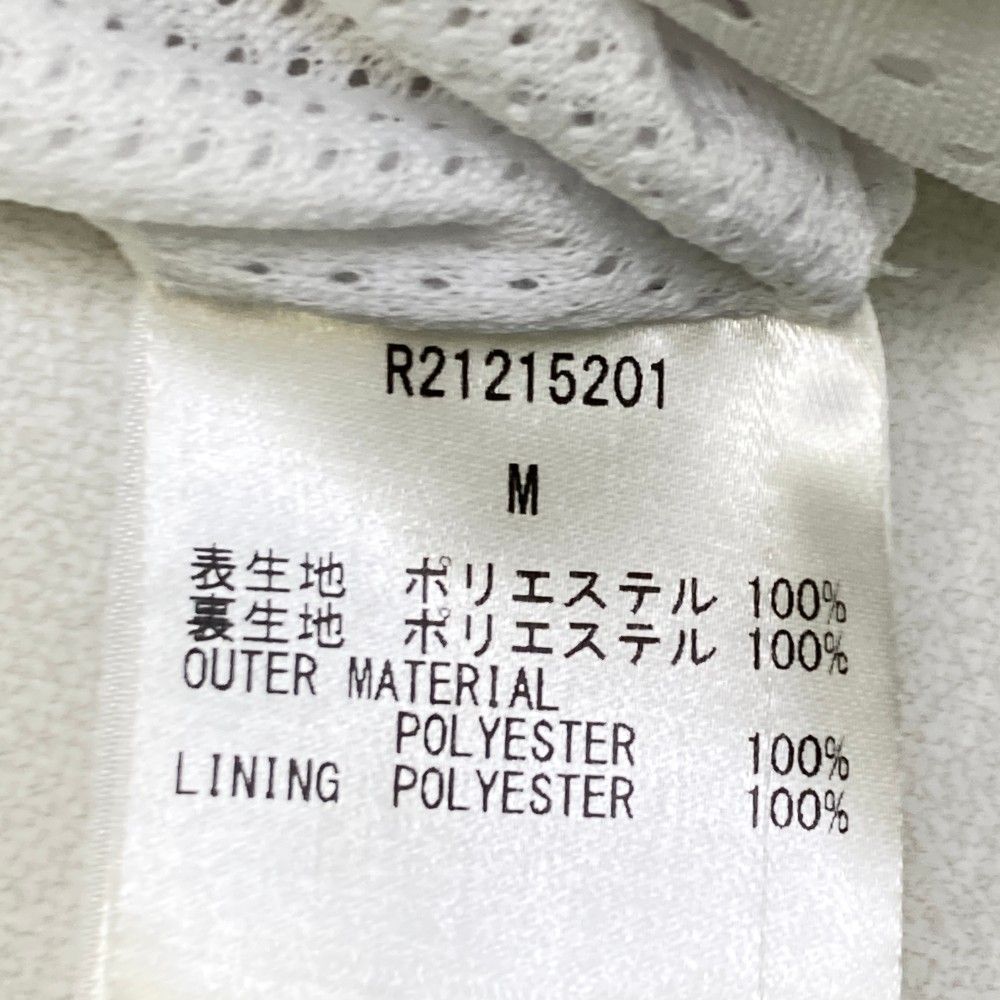 R21215201
M
表生地 ポリエステル 100%
裏生地 ポリエステル 100%
OUTER MATERIAL
POLYESTER 100%
LINING POLYESTER 100%